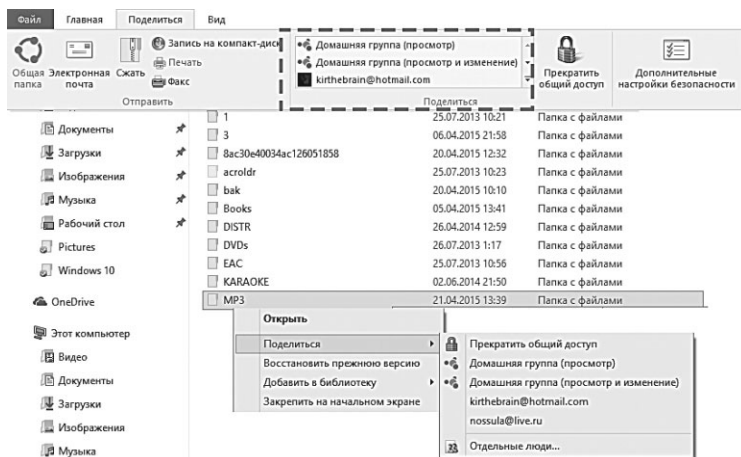 Файл Главная Поделиться Вид
Общая папка
Электронная почта
Сжать
Запись на компакт-диск
Печать
Факс
Отправить
Домашняя группа (просмотр)
Домашняя группа (просмотр и изменение)
kirthebrain@hotmail.com
Поделиться
Прекратить общий доступ
Дополнительные настройки безопасности
Документы
Загрузки
Изображения
Музыка
Рабочий стол
Pictures
Windows 10
OneDrive
Этот компьютер
Видео
Документы
Загрузки
Изображения
Музыка
1 25.07.2013 10:21 Папка с файлами
3 06.04.2015 21:58 Папка с файлами
8ac30e40034ac126051858 20.04.2015 12:32 Папка с файлами
acroldr 25.07.2013 10:23 Папка с файлами
bak 20.04.2015 10:10 Папка с файлами
Books 05.04.2015 13:41 Папка с файлами
DISTR 26.04.2014 12:59 Папка с файлами
DVDs 26.07.2013 1:17 Папка с файлами
EAC 25.07.2013 10:56 Папка с файлами
KARAOKE 02.06.2014 21:50 Папка с файлами
MP3 21.04.2015 13:39 Папка с файлами
Открыть
Поделиться
Восстановить прежнюю версию
Добавить в библиотеку
Закрепить на начальном экране
Прекратить общий доступ
Домашняя группа (просмотр)
Домашняя группа (просмотр и изменение)
kirthebrain@hotmail.com
nossula@live.ru
Отдельные люди...